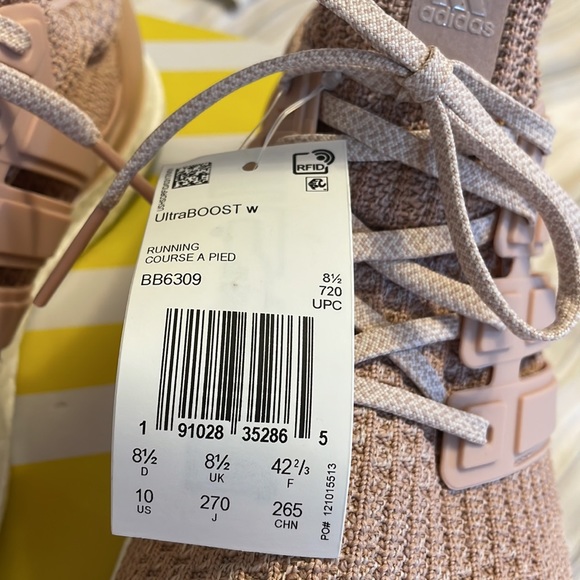 adidas
RFID
UltraBOOST w
RUNNING
COURSE A PIED
BB6309
8½
720
UPC
1 91028 35286 5
8½ 8½ 42⅔
D UK F
10 270 265
US J CHN
PO# 121015513